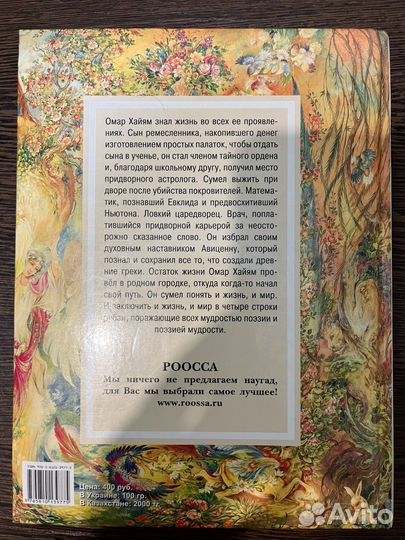 Омар Хайям знал жизнь во всех ее проявле-
ниях. Сын ремесленника, накопившего денег
изготовлением простых палаток, чтобы отдать
сына в ученье, он стал членом тайного ордена
и, благодаря школьному другу, получил место
придворного астролога. Сумел выжить при
дворе после убийства покровителей. Матема-
тик, познавший Евклида и предвосхитивший
Ньютона. Ловкий царедворец. Врач, попла-
тившийся придворной карьерой за неосто-
рожно сказанное слово. Он избрал своим
духовным наставником Авиценну, который
познал и сохранил все то, что создали древ-
ние греки. Остаток жизни Омар Хайям про-
вёл в родном городке, откуда когда-то начал
свой путь. Он сумел понять и жизнь, и мир.
И заключить и жизнь, и мир в четыре строки
рубаи, поражающие всех мудростью поэзии и
поэзией мудрости.
РООССА
Мы ничего не предлагаем наугад,
для Вас мы выбрали самое лучшее!
www.roossa.ru
Цена: 400 руб.
В Украине: 100 гр.
В Казахстане: 2000 тг.
Avito